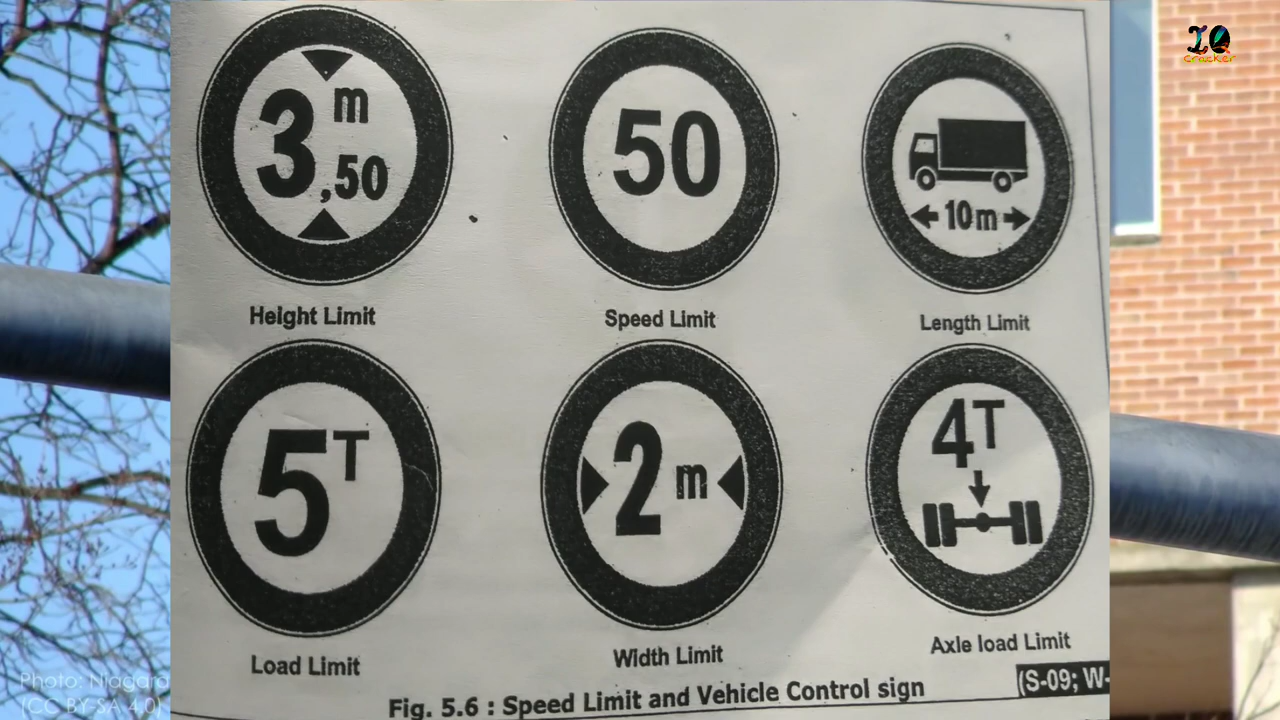 IQ
cracker
3 m
,50
50
10m
Height Limit
Speed Limit
Length Limit
5T
2 m
4T
Load Limit
Width Limit
Axle load Limit
Fig. 5.6 : Speed Limit and Vehicle Control sign
(S-09; W-
Photo: Niagara
(CC BY-SA 4.0)